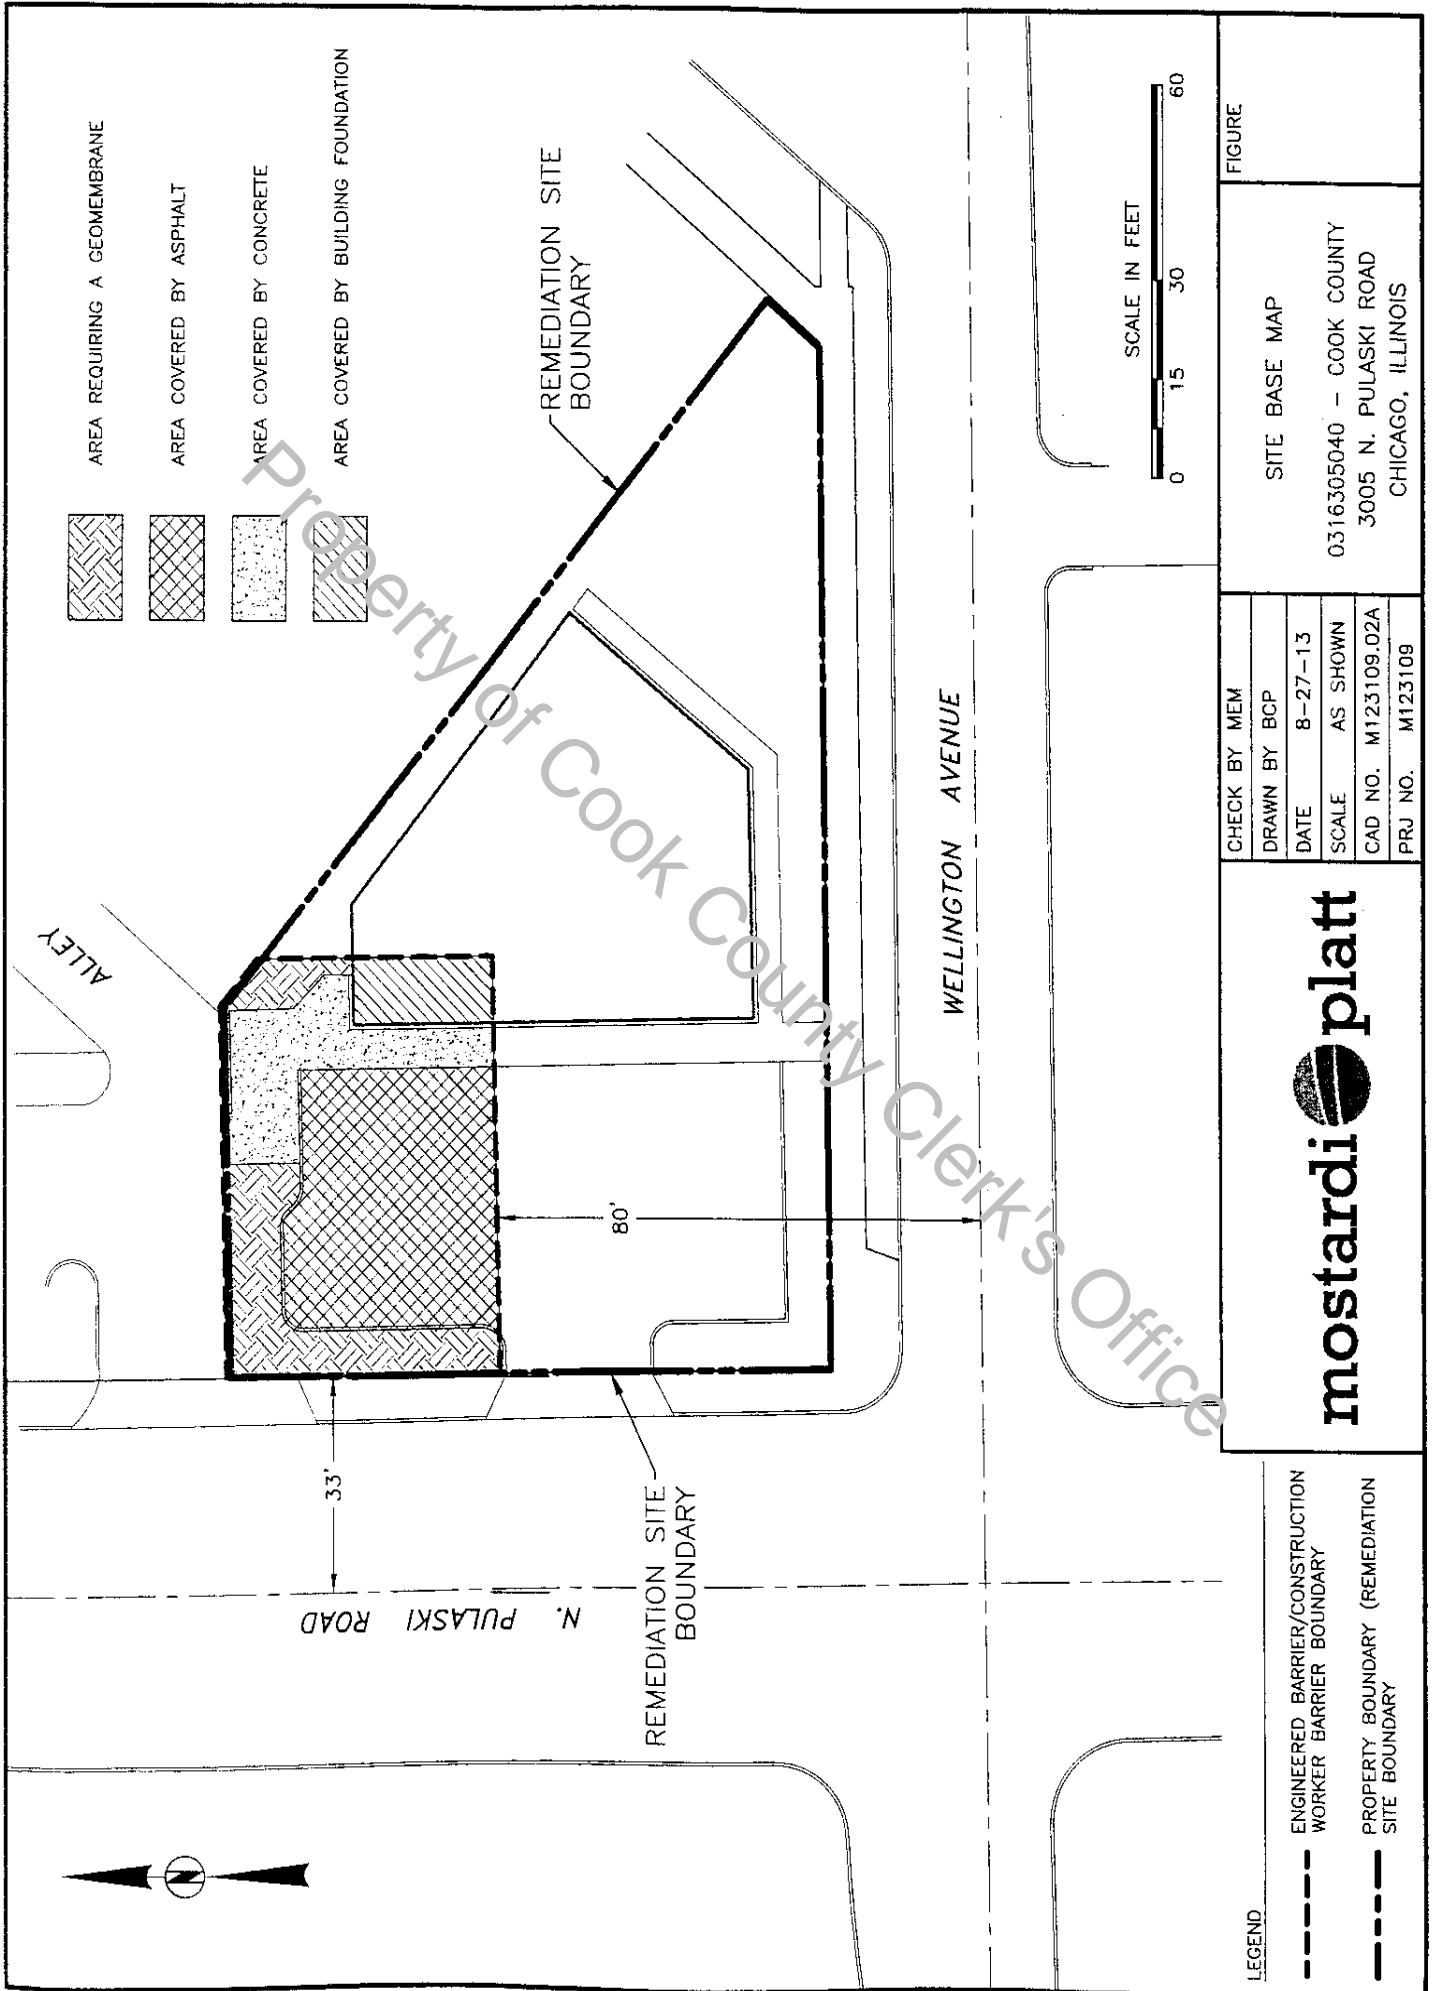 AREA REQUIRING A GEOMEMBRANE
AREA COVERED BY ASPHALT
AREA COVERED BY CONCRETE
AREA COVERED BY BUILDING FOUNDATION
ALLEY
REMEDIATION SITE
BOUNDARY
33'
80'
N. PULASKI ROAD
REMEDIATION SITE
BOUNDARY
WELLINGTON AVENUE
SCALE IN FEET
0 15 30 60
N
Property of Cook County Clerk's Office
LEGEND
ENGINEERED BARRIER/CONSTRUCTION
WORKER BARRIER BOUNDARY
PROPERTY BOUNDARY (REMEDIATION
SITE BOUNDARY
mostardi platt
CHECK BY MEM
DRAWN BY BCP
DATE 8-27-13
SCALE AS SHOWN
CAD NO. M123109.02A
PRJ NO. M123109
SITE BASE MAP
0316305040 - COOK COUNTY
3005 N. PULASKI ROAD
CHICAGO, ILLINOIS
FIGURE